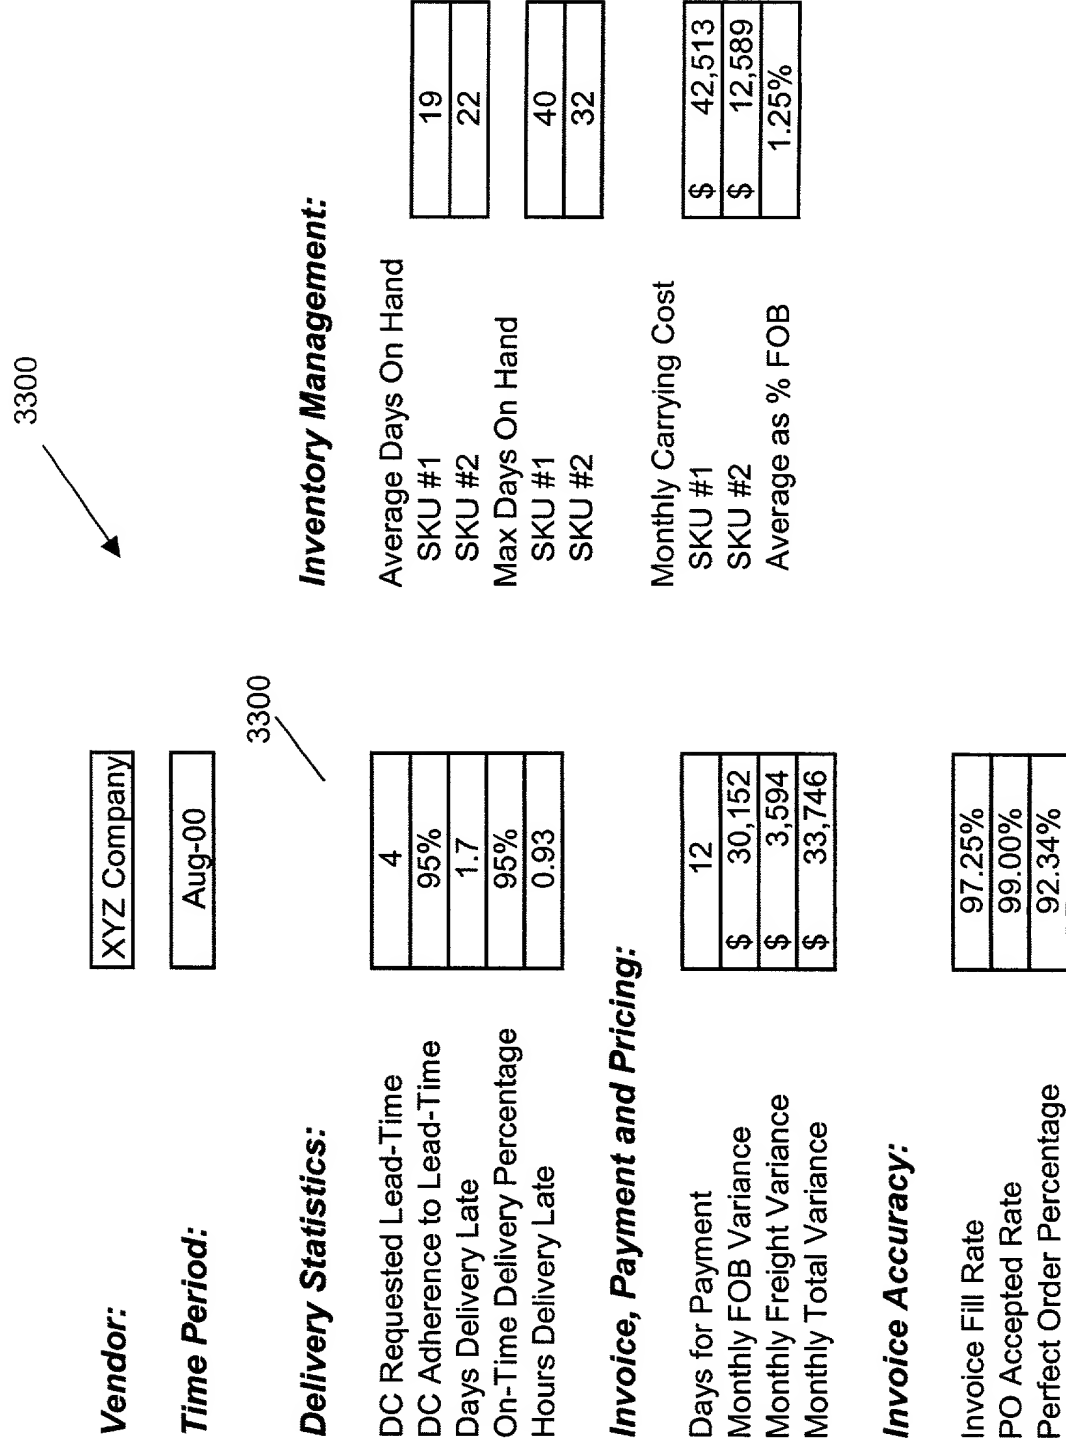 3300
Vendor: XYZ Company
Time Period: Aug-00
3300
Delivery Statistics:
DC Requested Lead-Time 4
DC Adherence to Lead-Time 95%
Days Delivery Late 1.7
On-Time Delivery Percentage 95%
Hours Delivery Late 0.93
Invoice, Payment and Pricing:
Days for Payment 12
Monthly FOB Variance $ 30,152
Monthly Freight Variance $ 3,594
Monthly Total Variance $ 33,746
Invoice Accuracy:
Invoice Fill Rate 97.25%
PO Accepted Rate 99.00%
Perfect Order Percentage 92.34%
Inventory Management:
Average Days On Hand
SKU #1 19
SKU #2 22
Max Days On Hand
SKU #1 40
SKU #2 32
Monthly Carrying Cost
SKU #1 $ 42,513
SKU #2 $ 12,589
Average as % FOB 1.25%